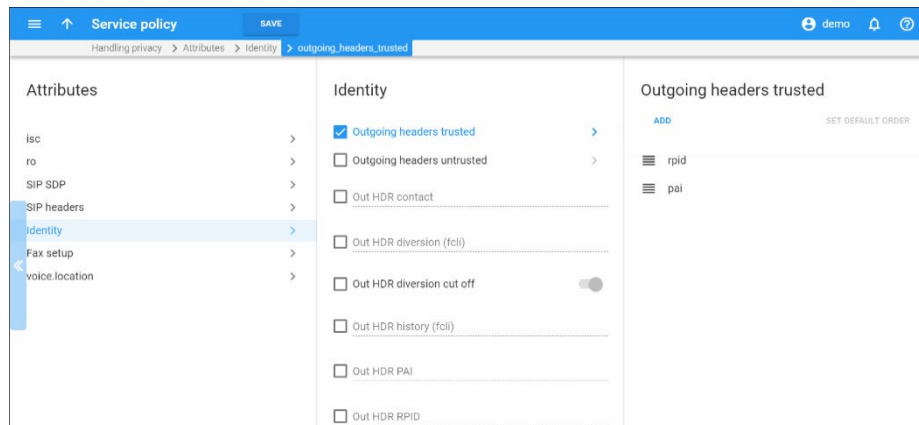 Service policy
SAVE
demo
Handling privacy > Attributes > Identity > outgoing_headers_trusted
Attributes
isc
ro
SIP SDP
SIP headers
Identity
Fax setup
voice.location
Identity
Outgoing headers trusted
Outgoing headers untrusted
Out HDR contact
Out HDR diversion (fcli)
Out HDR diversion cut off
Out HDR history (fcli)
Out HDR PAI
Out HDR RPID
Outgoing headers trusted
ADD
SET DEFAULT ORDER
rpid
pai